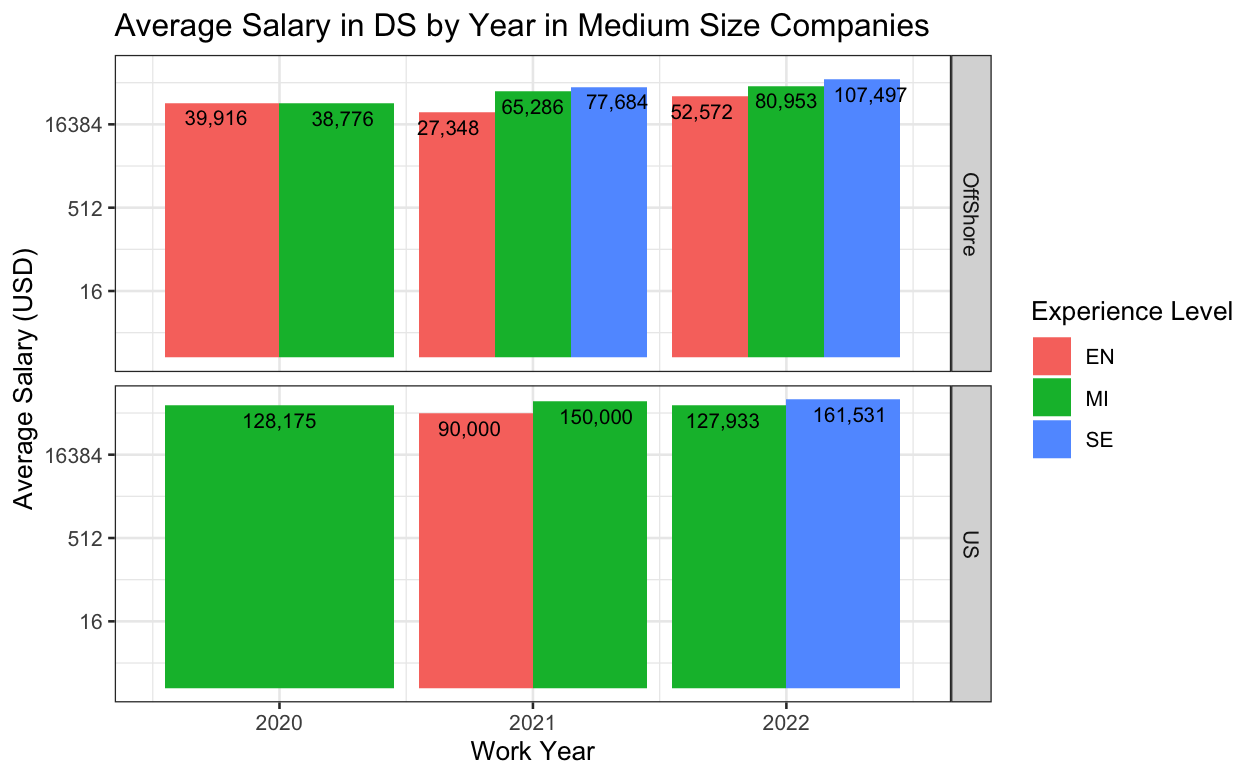 Average Salary in DS by Year in Medium Size Companies
39,916
38,776
27,348
65,286
77,684
52,572
80,953
107,497
16384
512
16
OffShore
128,175
90,000
150,000
127,933
161,531
16384
512
16
US
2020
2021
2022
Work Year
Average Salary (USD)
Experience Level
EN
MI
SE